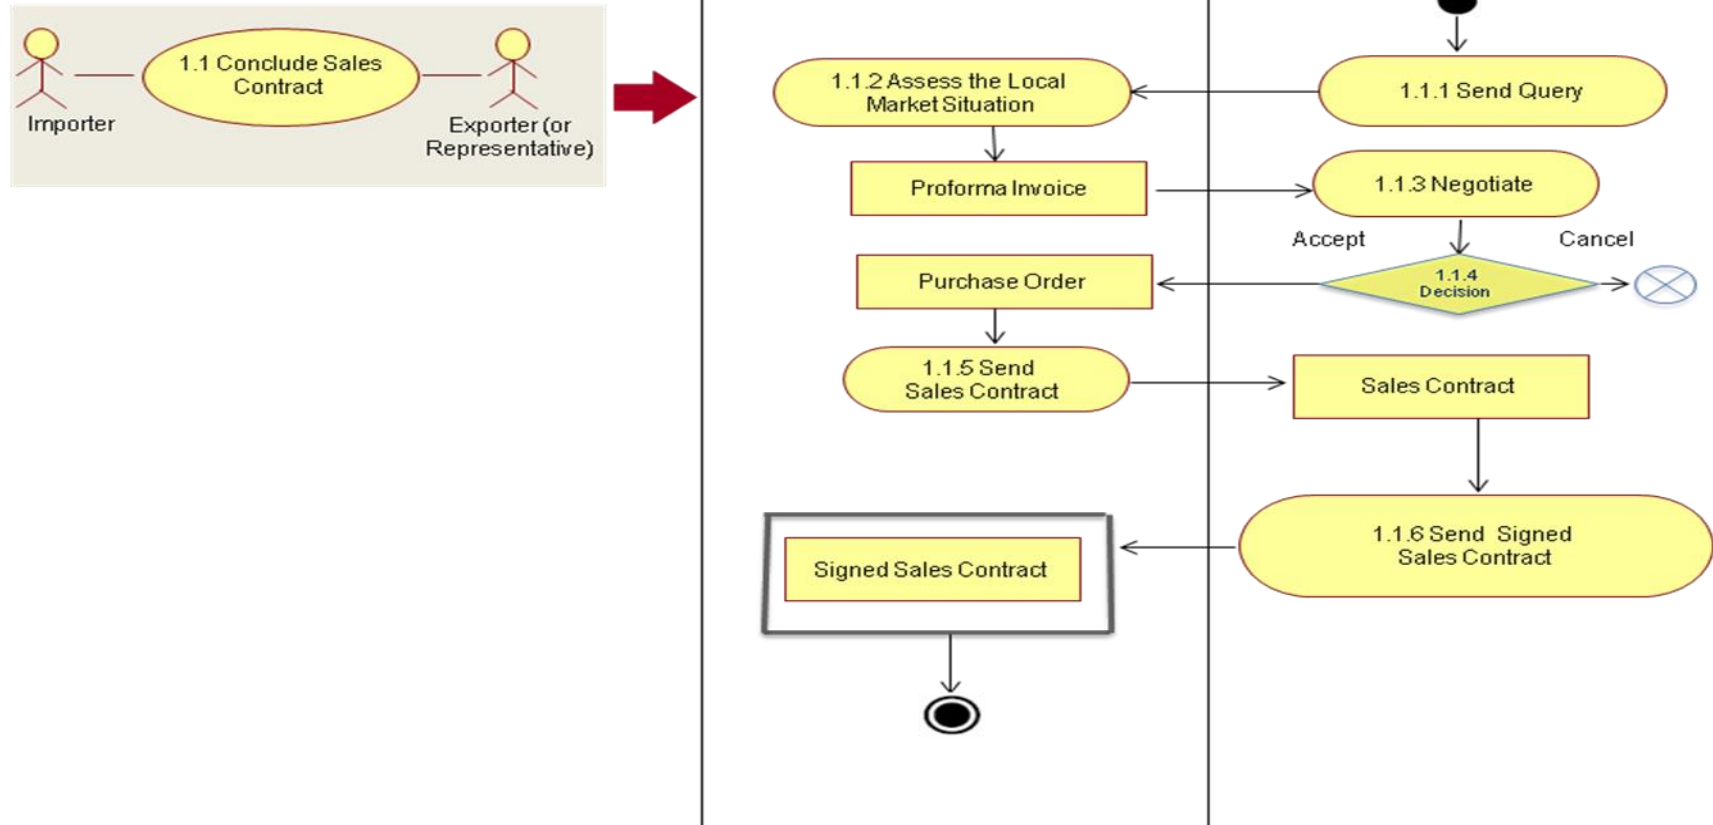 1.1 Conclude Sales
Contract
Importer
Exporter (or
Representative)
1.1.2 Assess the Local
Market Situation
1.1.1 Send Query
Proforma Invoice
1.1.3 Negotiate
Accept
Cancel
Purchase Order
1.1.4
Decision
1.1.5 Send
Sales Contract
Sales Contract
1.1.6 Send Signed
Sales Contract
Signed Sales Contract